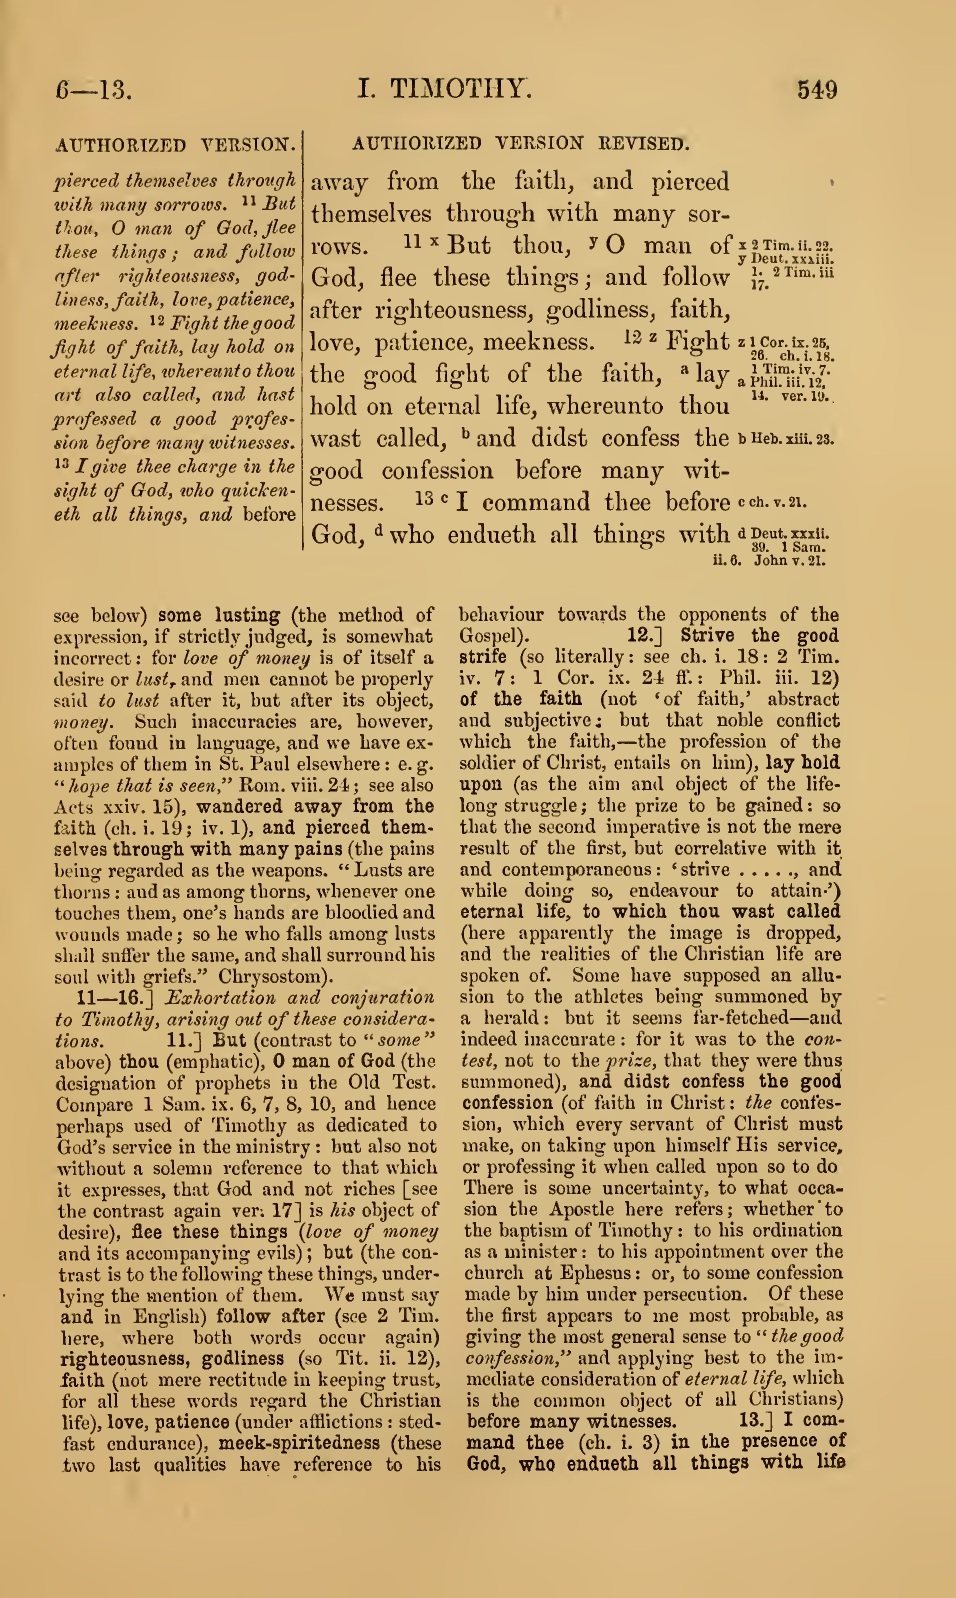 6—13.
I. TIMOTHY.
549
AUTHORIZED VERSION.
pierced themselves through
with many sorrows. 11 But
thou, O man of God, flee
these things; and follow
after righteousness, god-
liness, faith, love, patience,
meekness. 12 Fight the good
fight of faith, lay hold on
eternal life, whereunto thou
art also called, and hast
professed a good profes-
sion before many witnesses.
13 I give thee charge in the
sight of God, who quicken-
eth all things, and before
AUTHORIZED VERSION REVISED.
away from the faith, and pierced
themselves through with many sor-
rows. 11 x But thou, y O man of
God, flee these things; and follow
after righteousness, godliness, faith,
love, patience, meekness. 12 z Fight
the good fight of the faith, a lay
hold on eternal life, whereunto thou
wast called, b and didst confess the
good confession before many wit-
nesses. 13 c I command thee before
God, d who endueth all things with
x 2 Tim. ii. 22.
y Deut. xxxiii.
1. 2 Tim. iii
17.
z 1 Cor. ix. 25,
26. ch. i. 18.
1 Tim. iv. 7.
a Phil. iii. 12,
14. ver. 19.
b Heb. xiii. 23.
c ch. v. 21.
d Deut. xxxii.
39. 1 Sam.
ii. 6. John v. 21.
see below) some lusting (the method of
expression, if strictly judged, is somewhat
incorrect: for love of money is of itself a
desire or lust, and men cannot be properly
said to lust after it, but after its object,
money. Such inaccuracies are, however,
often found in language, and we have ex-
amples of them in St. Paul elsewhere: e. g.
“hope that is seen,” Rom. viii. 24; see also
Acts xxiv. 15), wandered away from the
faith (ch. i. 19; iv. 1), and pierced them-
selves through with many pains (the pains
being regarded as the weapons. “Lusts are
thorns: and as among thorns, whenever one
touches them, one's hands are bloodied and
wounds made; so he who falls among lusts
shall suffer the same, and shall surround his
soul with griefs.” Chrysostom).
11—16.] Exhortation and conjuration
to Timothy, arising out of these considera-
tions. 11.] But (contrast to “some”
above) thou (emphatic), O man of God (the
designation of prophets in the Old Test.
Compare 1 Sam. ix. 6, 7, 8, 10, and hence
perhaps used of Timothy as dedicated to
God's service in the ministry: but also not
without a solemn reference to that which
it expresses, that God and not riches [see
the contrast again ver. 17] is his object of
desire), flee these things (love of money
and its accompanying evils); but (the con-
trast is to the following these things, under-
lying the mention of them. We must say
and in English) follow after (see 2 Tim.
here, where both words occur again)
righteousness, godliness (so Tit. ii. 12),
faith (not mere rectitude in keeping trust,
for all these words regard the Christian
life), love, patience (under afflictions: sted-
fast endurance), meek-spiritedness (these
two last qualities have reference to his
behaviour towards the opponents of the
Gospel). 12.] Strive the good
strife (so literally: see ch. i. 18: 2 Tim.
iv. 7: 1 Cor. ix. 24 ff.: Phil. iii. 12)
of the faith (not ‘of faith,’ abstract
and subjective: but that noble conflict
which the faith,—the profession of the
soldier of Christ, entails on him), lay hold
upon (as the aim and object of the life-
long struggle; the prize to be gained: so
that the second imperative is not the mere
result of the first, but correlative with it
and contemporaneous: ‘strive . . . . ., and
while doing so, endeavour to attain·’)
eternal life, to which thou wast called
(here apparently the image is dropped,
and the realities of the Christian life are
spoken of. Some have supposed an allu-
sion to the athletes being summoned by
a herald: but it seems far-fetched—and
indeed inaccurate: for it was to the con-
test, not to the prize, that they were thus
summoned), and didst confess the good
confession (of faith in Christ: the confes-
sion, which every servant of Christ must
make, on taking upon himself His service,
or professing it when called upon so to do
There is some uncertainty, to what occa-
sion the Apostle here refers; whether to
the baptism of Timothy: to his ordination
as a minister: to his appointment over the
church at Ephesus: or, to some confession
made by him under persecution. Of these
the first appears to me most probable, as
giving the most general sense to “the good
confession,” and applying best to the im-
mediate consideration of eternal life, which
is the common object of all Christians)
before many witnesses. 13.] I com-
mand thee (ch. i. 3) in the presence of
God, who endueth all things with life